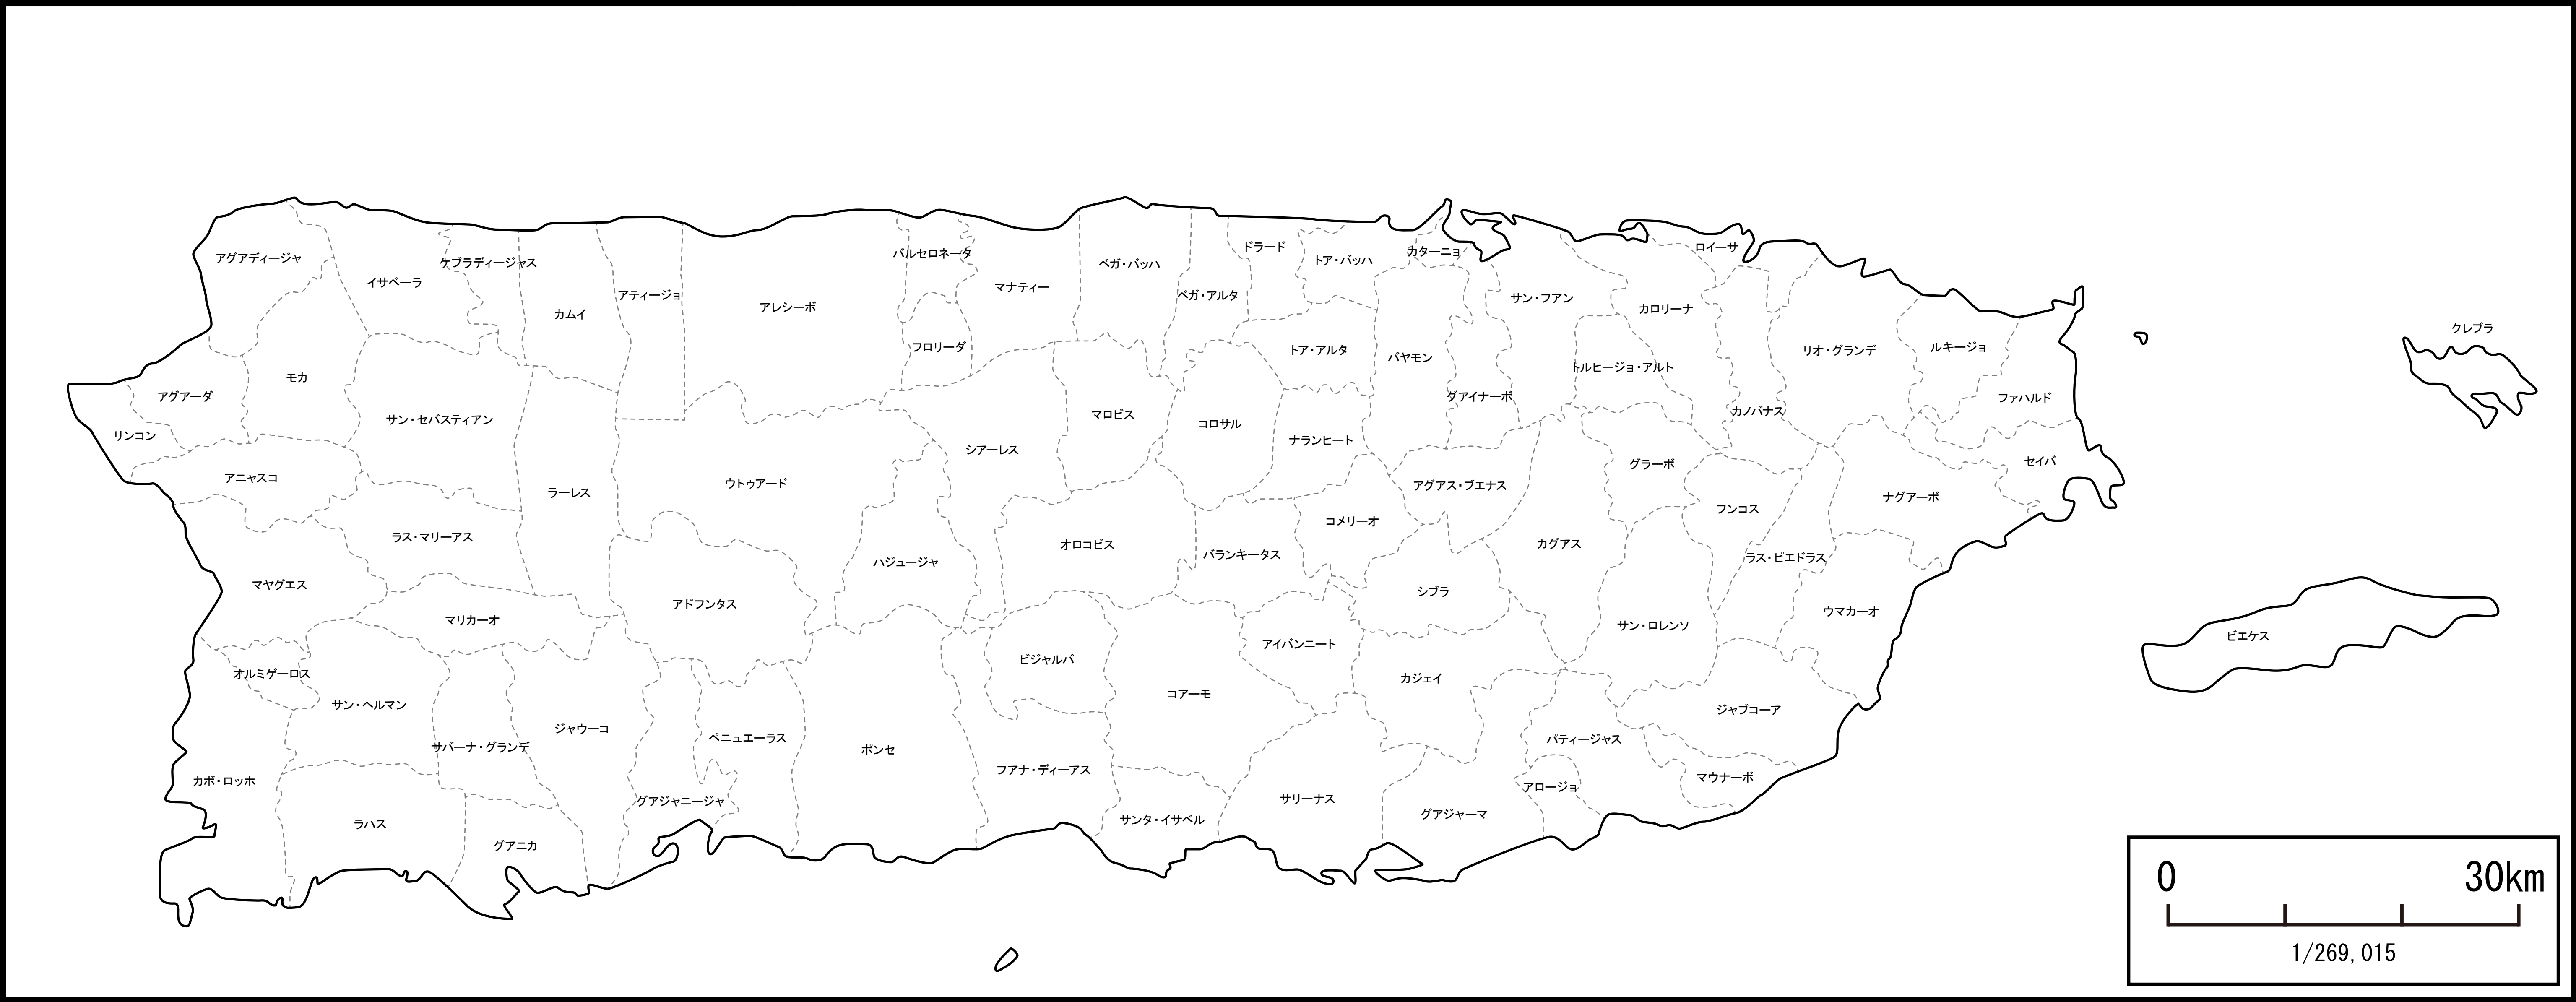 アグアディージャ
イサベーラ
ケブラディージャス
カムイ
アティージョ
アレシーボ
バルセロネータ
フロリーダ
マナティー
ベガ・バッハ
ベガ・アルタ
ドラード
トア・バッハ
カターニョ
トア・アルタ
バヤモン
グアイナーボ
サン・フアン
トルヒージョ・アルト
カロリーナ
ロイーサ
カノバナス
リオ・グランデ
ルキージョ
ファハルド
セイバ
クレブラ
ビエケス
モカ
アグアーダ
リンコン
アニャスコ
サン・セバスティアン
ラーレス
ウトゥアード
シアーレス
マロビス
コロサル
ナランヒート
アグアス・ブエナス
グラーボ
フンコス
ナグアーボ
マヤグエス
ラス・マリーアス
マリカーオ
アドフンタス
ハジュージャ
オロコビス
バランキータス
コメリーオ
シブラ
カグアス
サン・ロレンソ
ラス・ピエドラス
ウマカーオ
オルミゲーロス
サン・ヘルマン
サバーナ・グランデ
ジャウーコ
グアジャニージャ
ペニュエーラス
ポンセ
ビジャルバ
フアナ・ディーアス
コアーモ
アイバンニート
カジェイ
パティージャス
ジャブコーア
マウナーボ
カボ・ロッホ
ラハス
グアニカ
サンタ・イサベル
サリーナス
グアジャーマ
アロージョ
0 30km
1/269,015